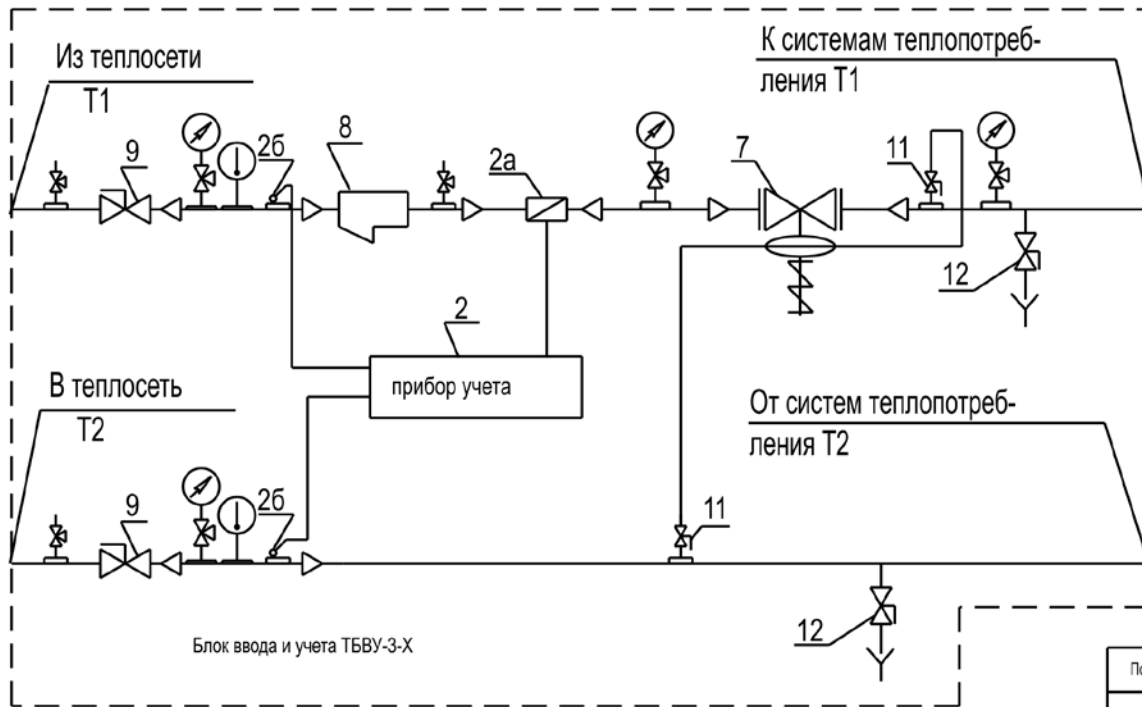 Из теплосети
Т1
К системам теплопотреб-
ления Т1
9
2б
8
2а
7
11
12
2
прибор учета
В теплосеть
Т2
От систем теплопотреб-
ления Т2
9
2б
11
12
Блок ввода и учета ТБВУ-3-Х